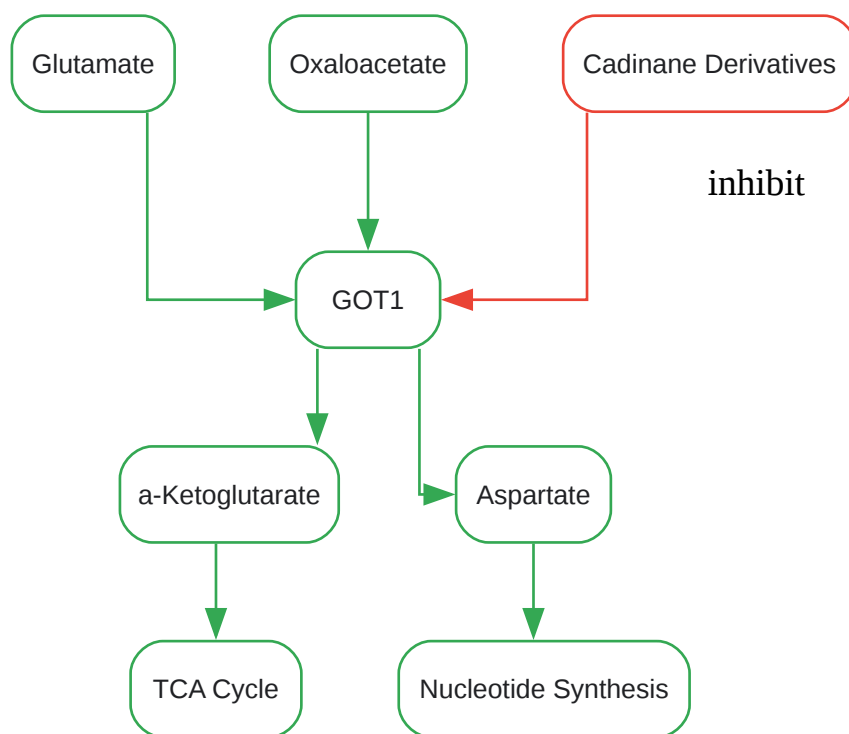 Glutamate
Oxaloacetate
Cadinane Derivatives
inhibit
GOT1
a-Ketoglutarate
Aspartate
TCA Cycle
Nucleotide Synthesis